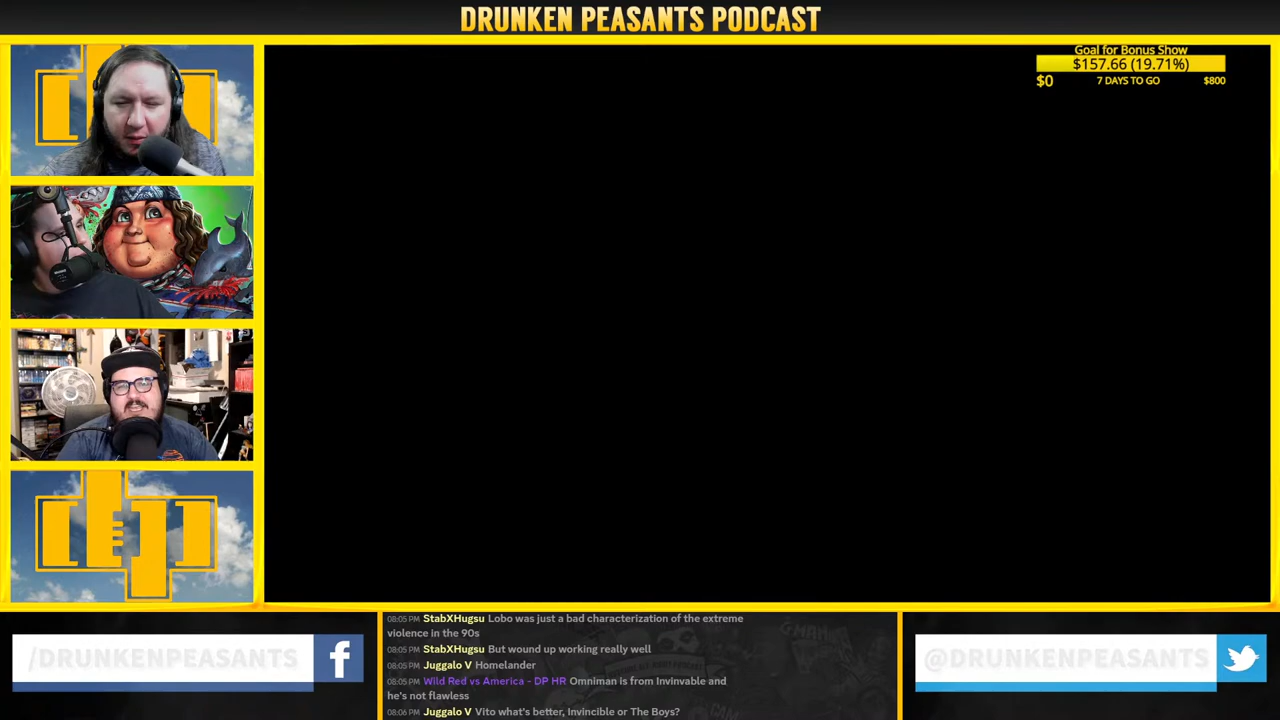 DRUNKEN PEASANTS PODCAST
Goal for Bonus Show
$157.66 (19.71%)
$0 7 DAYS TO GO $800
08:05 PM StabXHugsu Lobo was just a bad characterization of the extreme
violence in the 90s
08:05 PM StabXHugsu But wound up working really well
08:05 PM Juggalo V Homelander
08:05 PM Wild Red vs America - DP HR Omniman is from Invinvable and
he's not flawless
08:06 PM Juggalo V Vito what's better, Invincible or The Boys?
/DRUNKENPEASANTS
@DRUNKENPEASANTS